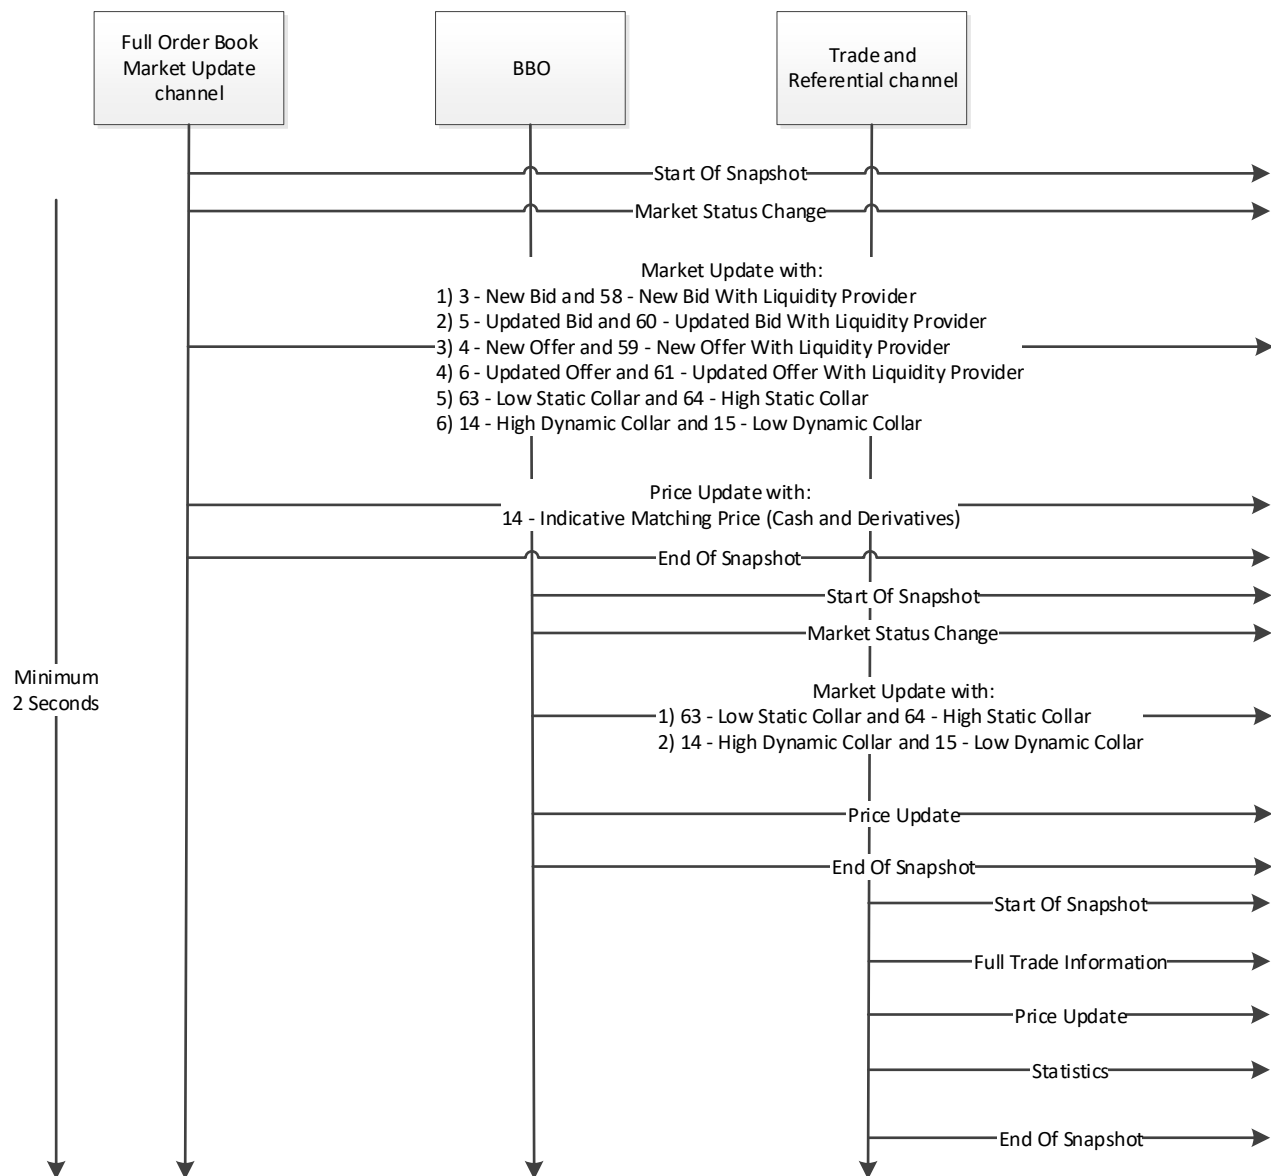 Full Order Book
Market Update
channel
BBO
Trade and
Referential channel
Start Of Snapshot
Market Status Change
Market Update with:
1) 3 - New Bid and 58 - New Bid With Liquidity Provider
2) 5 - Updated Bid and 60 - Updated Bid With Liquidity Provider
3) 4 - New Offer and 59 - New Offer With Liquidity Provider
4) 6 - Updated Offer and 61 - Updated Offer With Liquidity Provider
5) 63 - Low Static Collar and 64 - High Static Collar
6) 14 - High Dynamic Collar and 15 - Low Dynamic Collar
Price Update with:
14 - Indicative Matching Price (Cash and Derivatives)
End Of Snapshot
Start Of Snapshot
Market Status Change
Minimum
2 Seconds
Market Update with:
1) 63 - Low Static Collar and 64 - High Static Collar
2) 14 - High Dynamic Collar and 15 - Low Dynamic Collar
Price Update
End Of Snapshot
Start Of Snapshot
Full Trade Information
Price Update
Statistics
End Of Snapshot